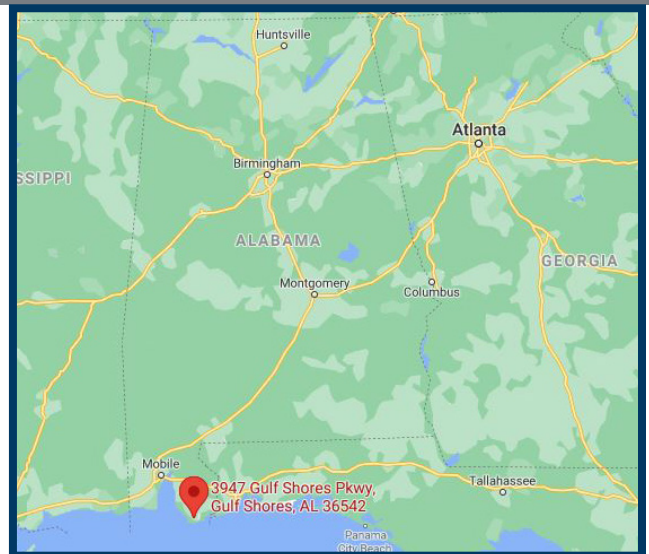 Huntsville
Atlanta
Birmingham
SSIPPI
ALABAMA
GEORGIA
Montgomery
Columbus
Mobile
3947 Gulf Shores Pkwy,
Gulf Shores, AL 36542
Tallahassee
Panama
City Beach